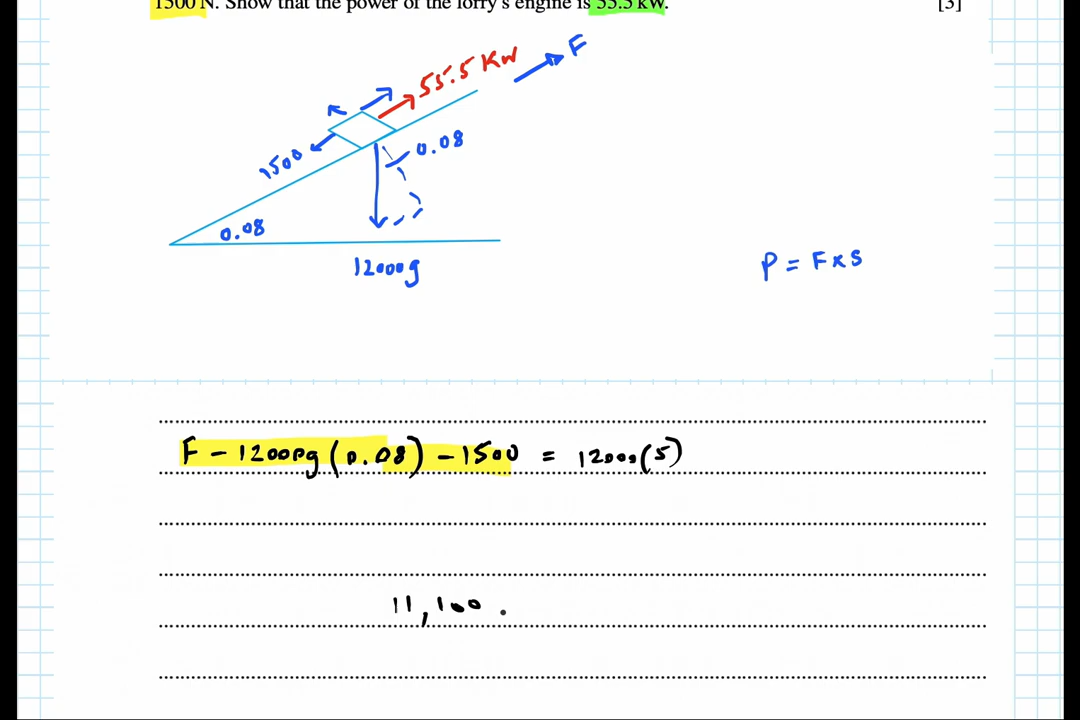 1500 N. Show that the power of the lorry's engine is 55.5 kW. [3]
55.5 KW
F
1500
0.08
0.08
12000g
P = F x s
F - 12000g (0.08) - 1500 = 12000(5)
11,100 .